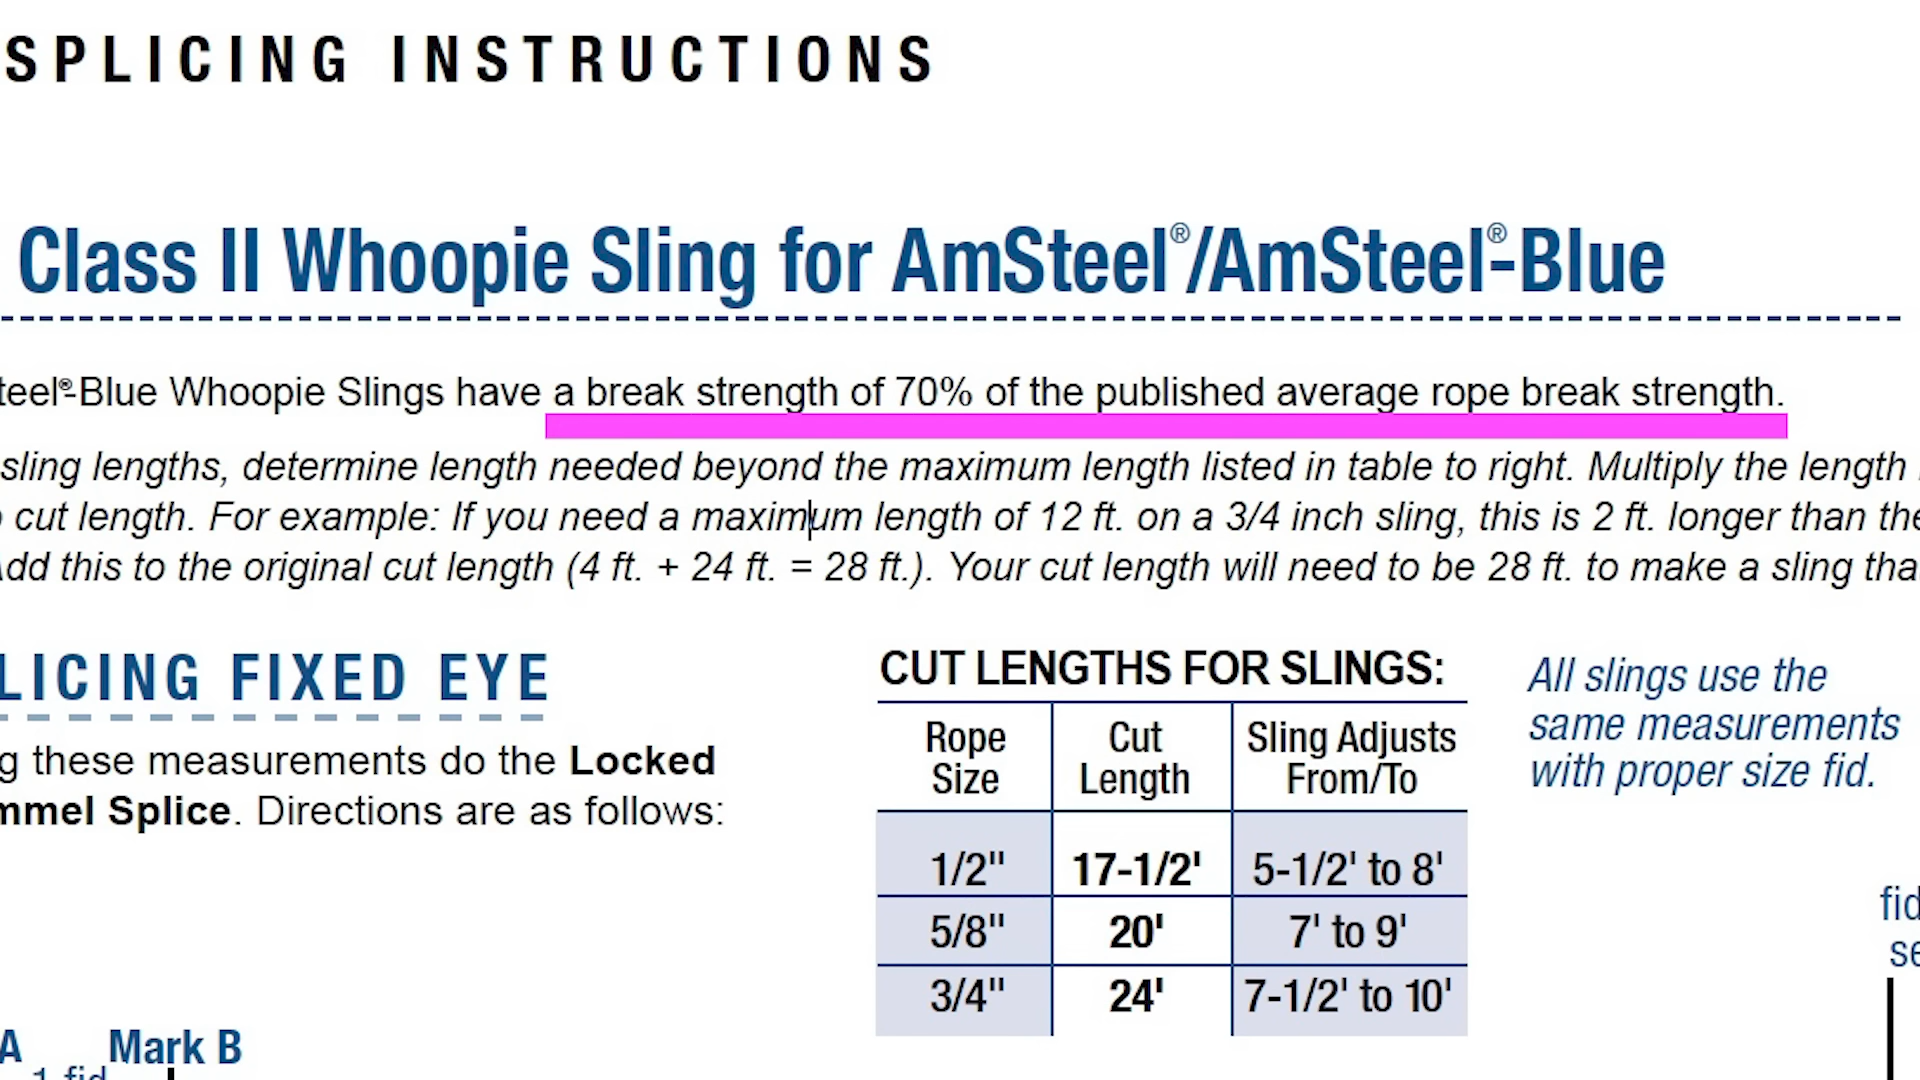 SPLICING INSTRUCTIONS
Class II Whoopie Sling for AmSteel®/AmSteel®-Blue
teel®-Blue Whoopie Slings have a break strength of 70% of the published average rope break strength.
sling lengths, determine length needed beyond the maximum length listed in table to right. Multiply the length
cut length. For example: If you need a maximum length of 12 ft. on a 3/4 inch sling, this is 2 ft. longer than the
Add this to the original cut length (4 ft. + 24 ft. = 28 ft.). Your cut length will need to be 28 ft. to make a sling tha
LICING FIXED EYE
g these measurements do the Locked
mmel Splice. Directions are as follows:
CUT LENGTHS FOR SLINGS:
Rope Size Cut Length Sling Adjusts From/To
1/2" 17-1/2' 5-1/2' to 8'
5/8" 20' 7' to 9'
3/4" 24' 7-1/2' to 10'
All slings use the
same measurements
with proper size fid.
fid
se
A Mark B
1 fid